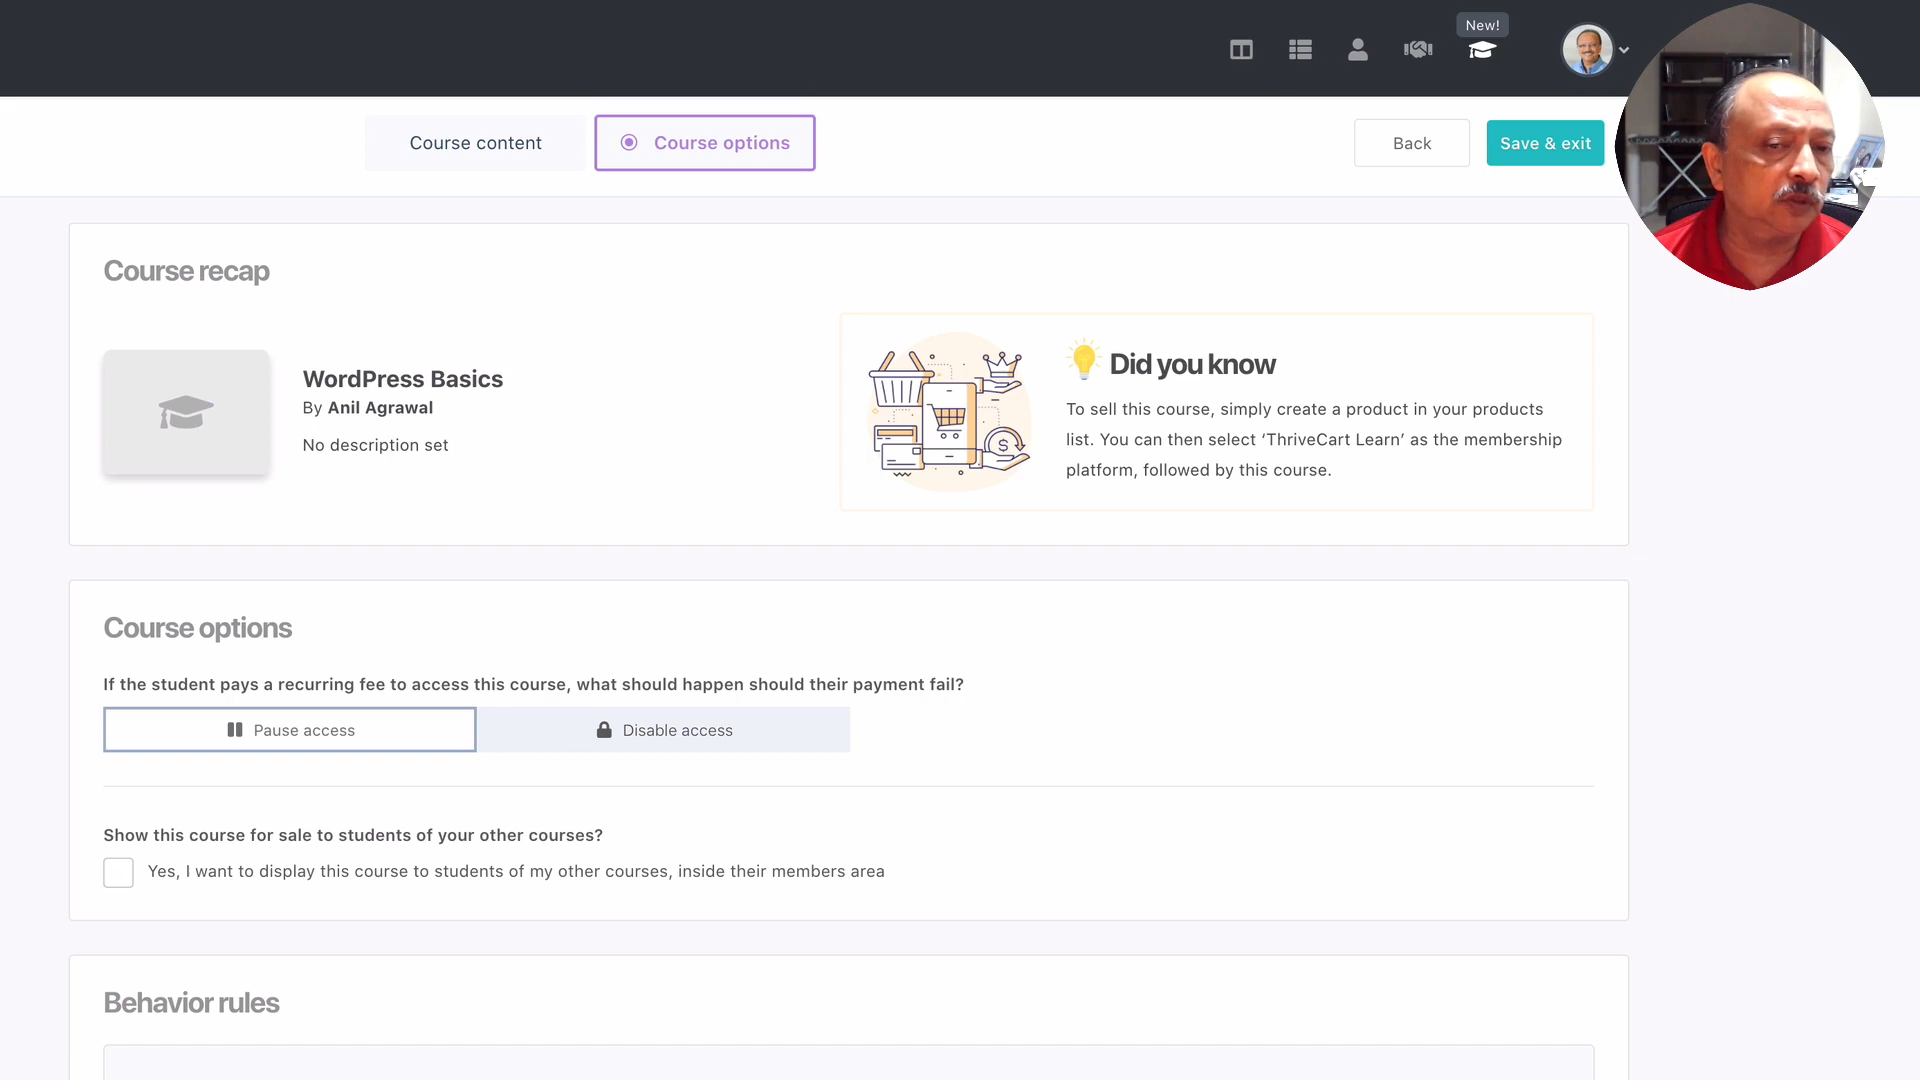 New!
Course content
Course options
Back
Save & exit
Course recap
WordPress Basics
By Anil Agrawal
No description set
Did you know
To sell this course, simply create a product in your products
list. You can then select ‘ThriveCart Learn’ as the membership
platform, followed by this course.
Course options
If the student pays a recurring fee to access this course, what should happen should their payment fail?
Pause access
Disable access
Show this course for sale to students of your other courses?
Yes, I want to display this course to students of my other courses, inside their members area
Behavior rules